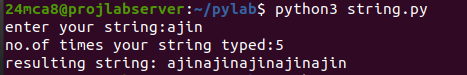 24mca8@projlabserver:~/pylab$ python3 string.py
enter your string:ajin
no.of times your string typed:5
resulting string: ajinajinajinajinajin